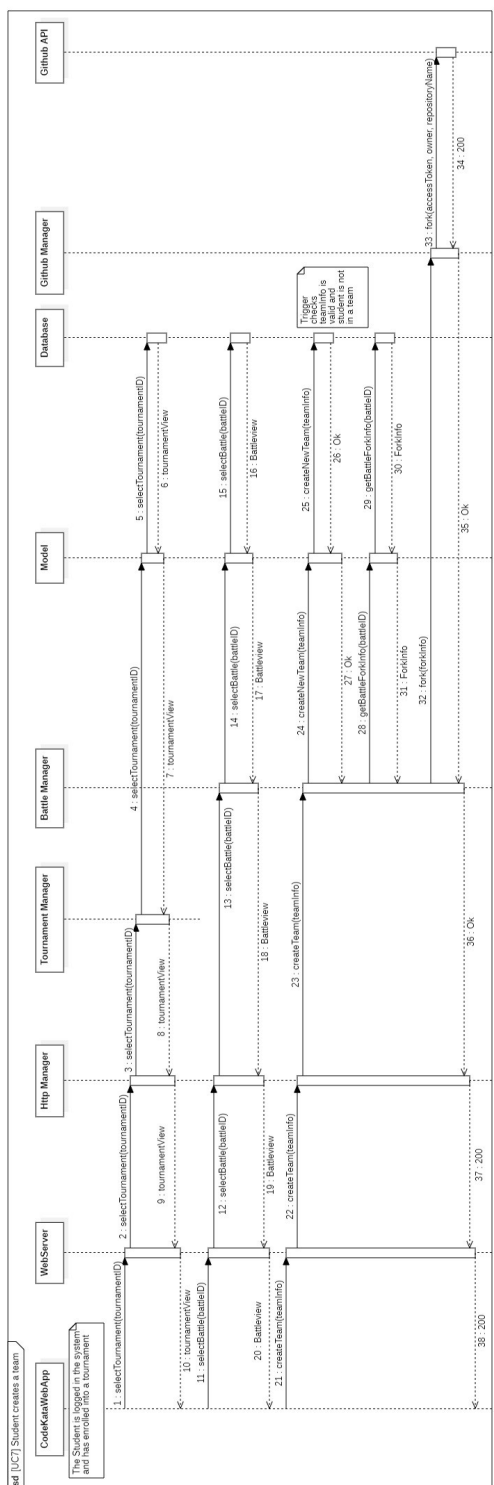 sd [UC7] Student creates a team
CodeKataWebApp
WebServer
Http Manager
Tournament Manager
Battle Manager
Model
Database
Github Manager
Github API
The Student is logged in the system
and has enrolled into a tournament
1 : selectTournament(tournamentID)
2 : selectTournament(tournamentID)
3 : selectTournament(tournamentID)
4 : selectTournament(tournamentID)
5 : selectTournament(tournamentID)
6 : tournamentView
7 : tournamentView
8 : tournamentView
9 : tournamentView
10 : tournamentView
11 : selectBattle(battleID)
12 : selectBattle(battleID)
13 : selectBattle(battleID)
14 : selectBattle(battleID)
15 : selectBattle(battleID)
16 : Battleview
17 : Battleview
18 : Battleview
19 : Battleview
20 : Battleview
21 : createTeam(teamInfo)
22 : createTeam(teamInfo)
23 : createTeam(teamInfo)
24 : createNewTeam(teamInfo)
25 : createNewTeam(teamInfo)
Trigger
checks
teamInfo is
valid and
student is not
in a team
26 : Ok
27 : Ok
28 : getBattleForkInfo(battleID)
29 : getBattleForkInfo(battleID)
30 : ForkInfo
31 : ForkInfo
32 : fork(forkInfo)
33 : fork(accessToken, owner, repositoryName)
34 : 200
35 : Ok
36 : Ok
37 : 200
38 : 200